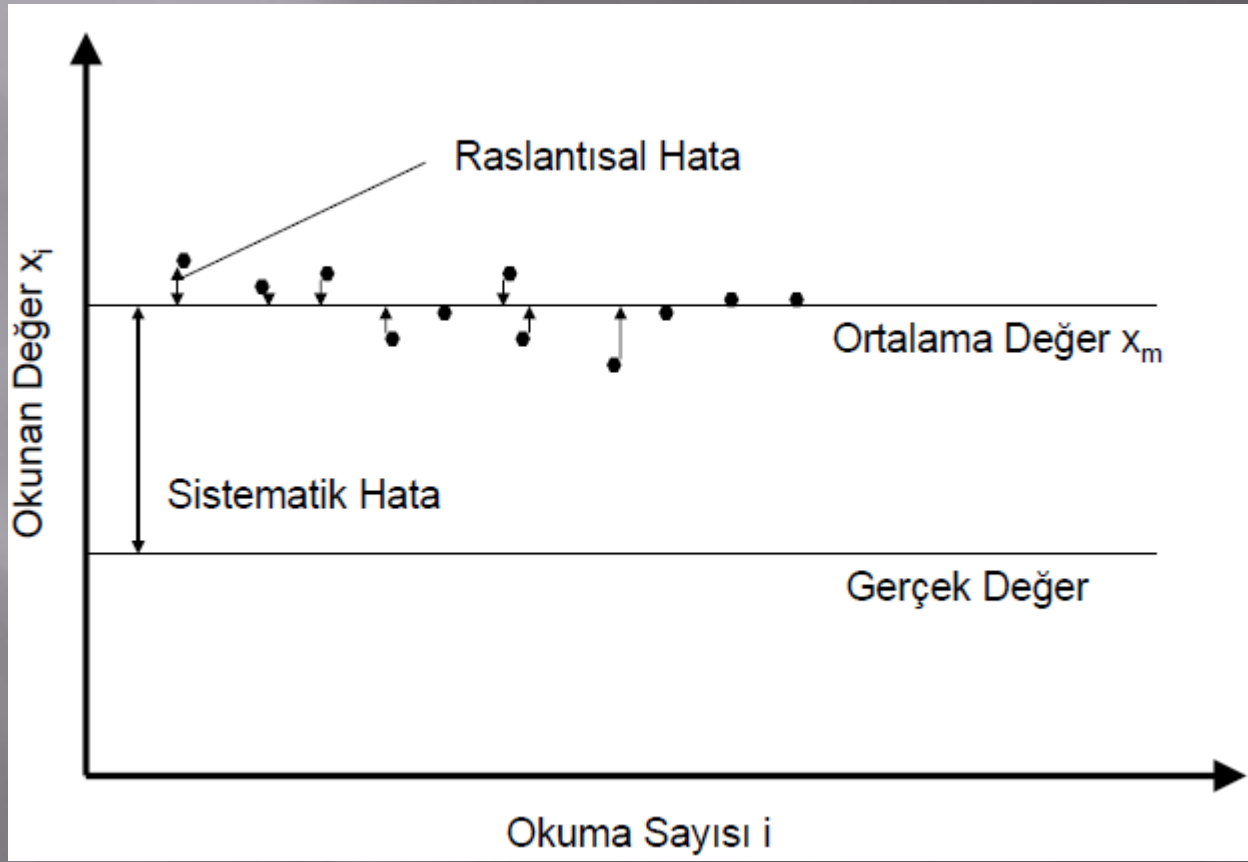 Raslantısal Hata
Okunan Değer xi
Ortalama Değer xm
Sistematik Hata
Gerçek Değer
Okuma Sayısı i